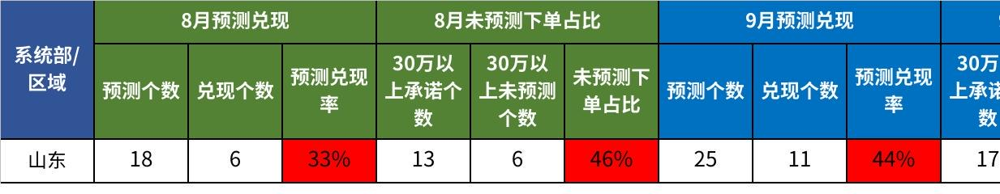 系统部/
区域
8月预测兑现
8月未预测下单占比
9月预测兑现
预测个数
兑现个数
预测兑现
率
30万以
上承诺个
数
30万以
上未预测
个数
未预测下
单占比
预测个数
兑现个数
预测兑现
率
30万
上承诺
数
山东
18
6
33%
13
6
46%
25
11
44%
17